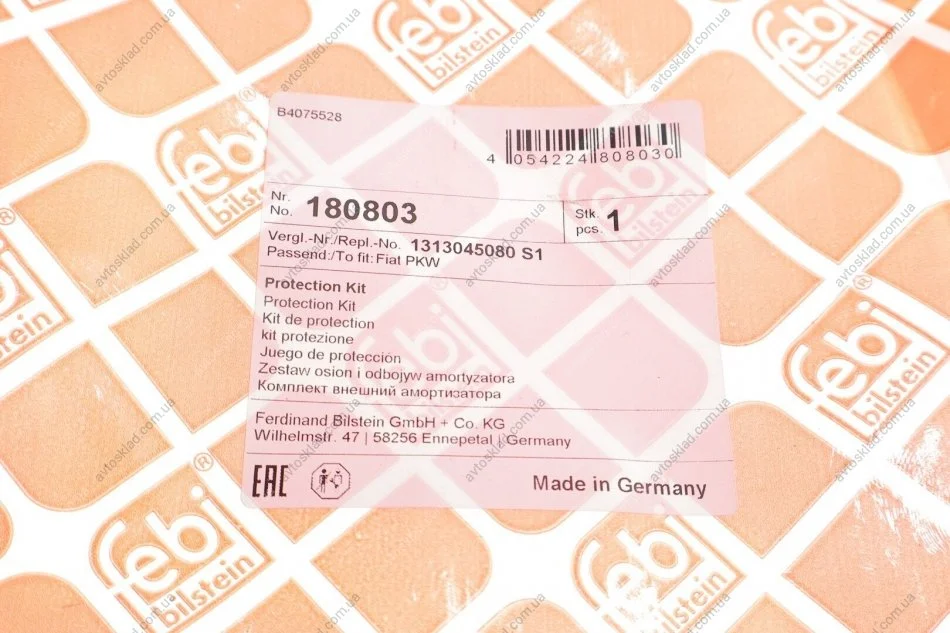 B4075528
4 054224 808030
Nr.
No. 180803
Stk.
pcs. 1
Vergl.-Nr./Repl.-No. 1313045080 S1
Passend:/To fit: Fiat PKW
Protection Kit
Protection Kit
Kit de protection
kit protezione
Juego de protección
Zestaw osion i odbojyw amortyzatora
Комплект внешний амортизатора
Ferdinand Bilstein GmbH + Co. KG
Wilhelmstr. 47 | 58256 Ennepetal | Germany
EAC
Made in Germany
febi
bilstein
avtosklad.com.ua